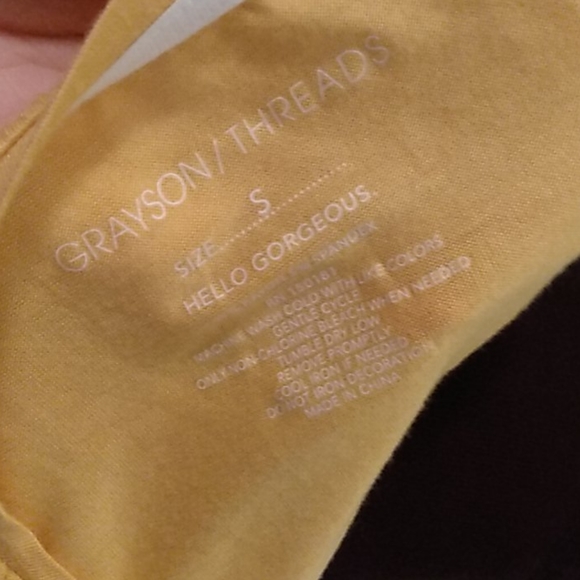 GRAYSON/THREADS
SIZE S
HELLO GORGEOUS.
SPANDEX
MACHINE WASH COLD WITH LIKE COLORS
GENTLE CYCLE
ONLY NON-CHLORINE BLEACH WHEN NEEDED
TUMBLE DRY LOW
REMOVE PROMPTLY
COOL IRON IF NEEDED
DO NOT IRON DECORATION
MADE IN CHINA